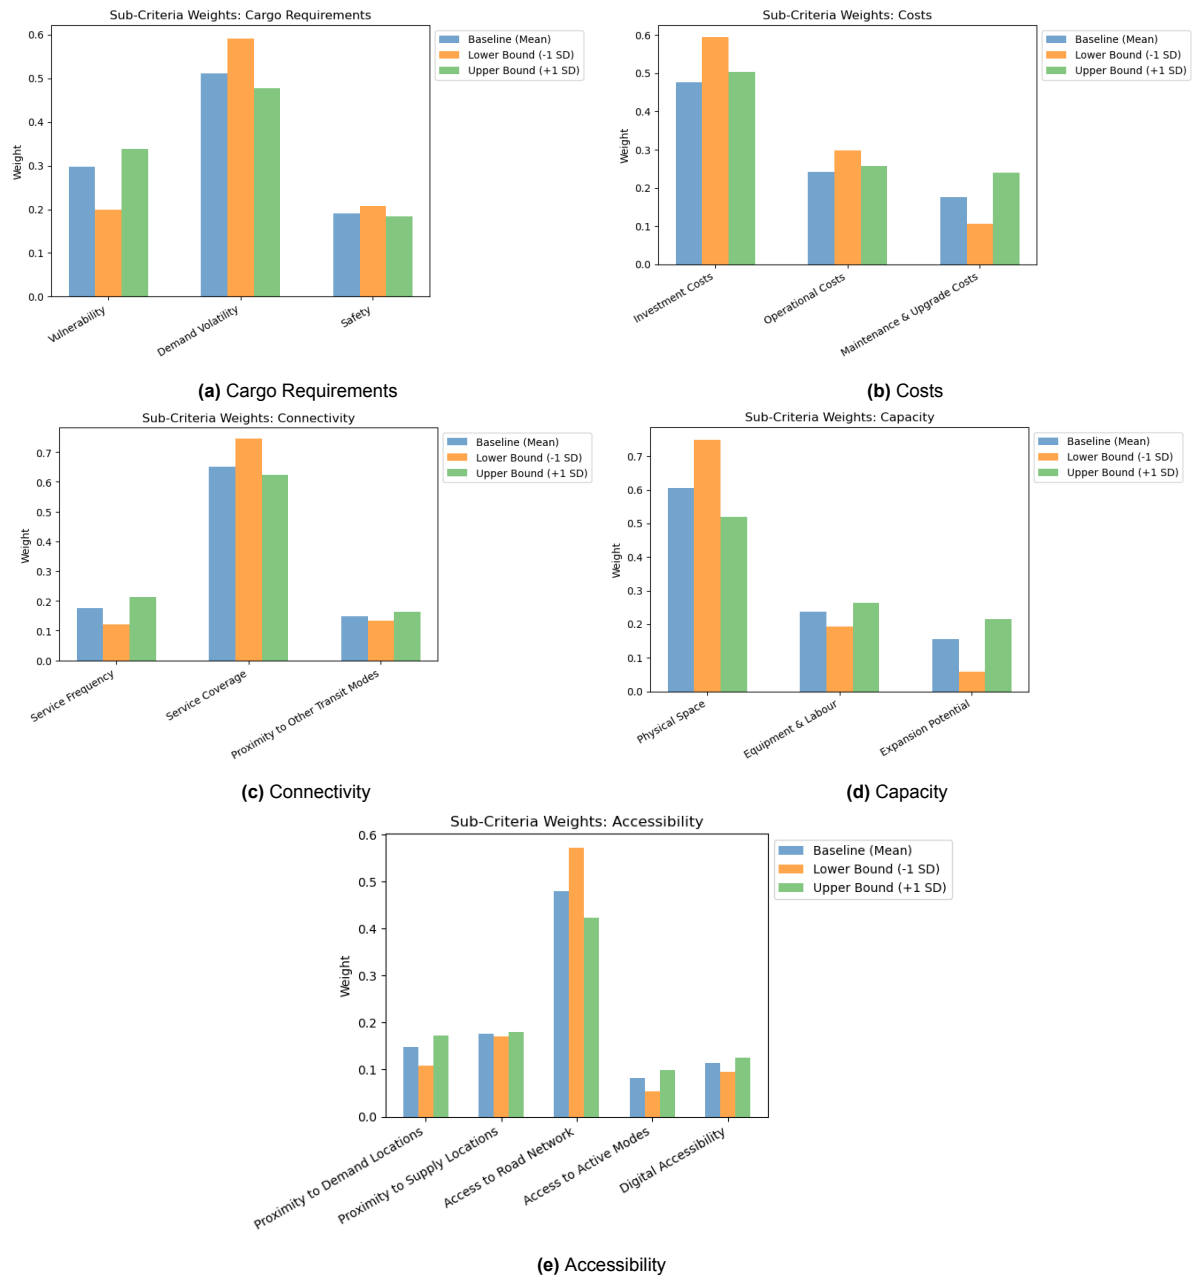 Sub-Criteria Weights: Cargo Requirements
Weight
0.6
0.5
0.4
0.3
0.2
0.1
0.0
Vulnerability
Demand Volatility
Safety
Baseline (Mean)
Lower Bound (-1 SD)
Upper Bound (+1 SD)
(a) Cargo Requirements
Sub-Criteria Weights: Costs
Weight
0.6
0.5
0.4
0.3
0.2
0.1
0.0
Investment Costs
Operational Costs
Maintenance & Upgrade Costs
Baseline (Mean)
Lower Bound (-1 SD)
Upper Bound (+1 SD)
(b) Costs
Sub-Criteria Weights: Connectivity
Weight
0.7
0.6
0.5
0.4
0.3
0.2
0.1
0.0
Service Frequency
Service Coverage
Proximity to Other Transit Modes
Baseline (Mean)
Lower Bound (-1 SD)
Upper Bound (+1 SD)
(c) Connectivity
Sub-Criteria Weights: Capacity
Weight
0.7
0.6
0.5
0.4
0.3
0.2
0.1
0.0
Physical Space
Equipment & Labour
Expansion Potential
Baseline (Mean)
Lower Bound (-1 SD)
Upper Bound (+1 SD)
(d) Capacity
Sub-Criteria Weights: Accessibility
Weight
0.6
0.5
0.4
0.3
0.2
0.1
0.0
Proximity to Demand Locations
Proximity to Supply Locations
Access to Road Network
Access to Active Modes
Digital Accessibility
Baseline (Mean)
Lower Bound (-1 SD)
Upper Bound (+1 SD)
(e) Accessibility